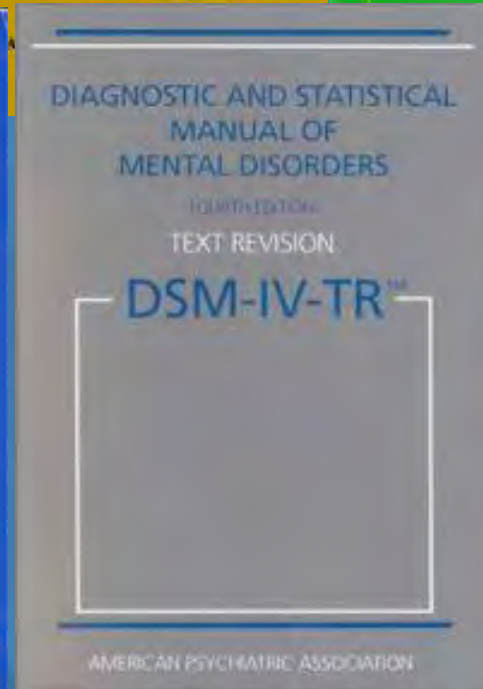 DIAGNOSTIC AND STATISTICAL
MANUAL OF
MENTAL DISORDERS
FOURTH EDITION
TEXT REVISION
DSM-IV-TR™
AMERICAN PSYCHIATRIC ASSOCIATION